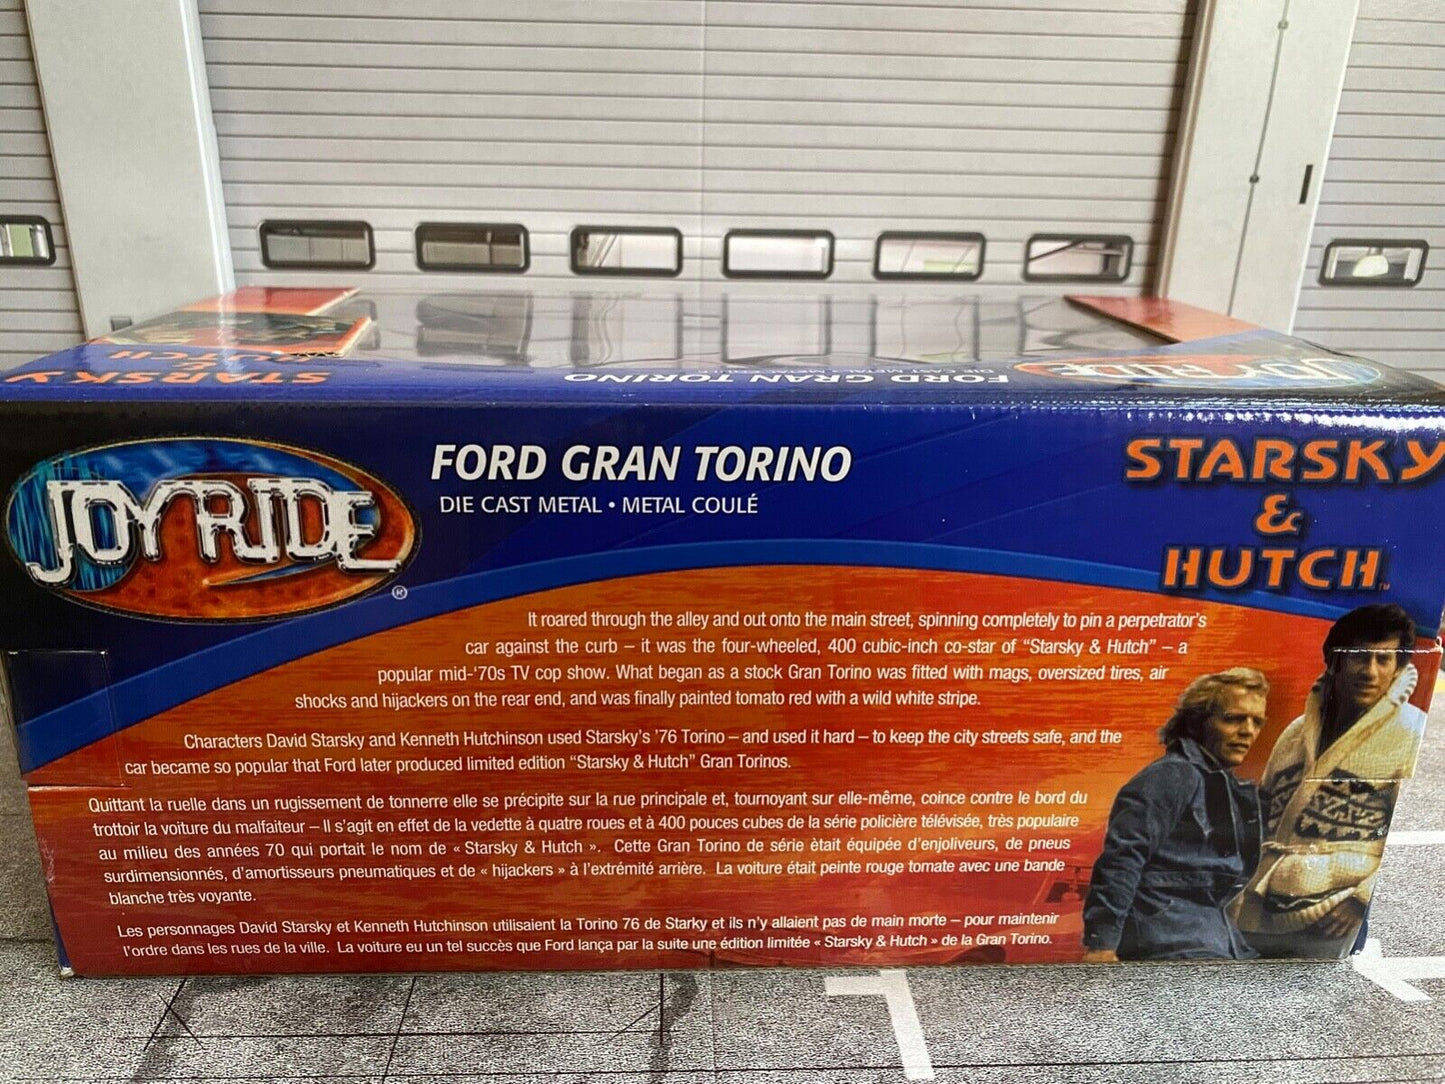 STARSKY
&
HUTCH
FORD GRAN TORINO
DIE CAST METAL • METAL COULÉ
JOYRIDE
JOYRIDE
®
FORD GRAN TORINO
DIE CAST METAL • METAL COULÉ
STARSKY
&
HUTCH™
It roared through the alley and out onto the main street, spinning completely to pin a perpetrator's
car against the curb – it was the four-wheeled, 400 cubic-inch co-star of “Starsky & Hutch” – a
popular mid-'70s TV cop show. What began as a stock Gran Torino was fitted with mags, oversized tires, air
shocks and hijackers on the rear end, and was finally painted tomato red with a wild white stripe.
Characters David Starsky and Kenneth Hutchinson used Starsky's '76 Torino – and used it hard – to keep the city streets safe, and the
car became so popular that Ford later produced limited edition “Starsky & Hutch” Gran Torinos.
Quittant la ruelle dans un rugissement de tonnerre elle se précipite sur la rue principale et, tournoyant sur elle-même, coince contre le bord du
trottoir la voiture du malfaiteur – Il s'agit en effet de la vedette à quatre roues et à 400 pouces cubes de la série policière télévisée, très populaire
au milieu des années 70 qui portait le nom de « Starsky & Hutch ». Cette Gran Torino de série ètait équipée d'enjoliveurs, de pneus
surdimensionnés, d'amortisseurs pneumatiques et de « hijackers » à l'extrémité arrière. La voiture était peinte rouge tomate avec une bande
blanche très voyante.
Les personnages David Starsky et Kenneth Hutchinson utilisaient la Torino 76 de Starky et ils n'y allaient pas de main morte – pour maintenir
l'ordre dans les rues de la ville. La voiture eu un tel succès que Ford lança par la suite une édition limitée « Starsky & Hutch » de la Gran Torino.